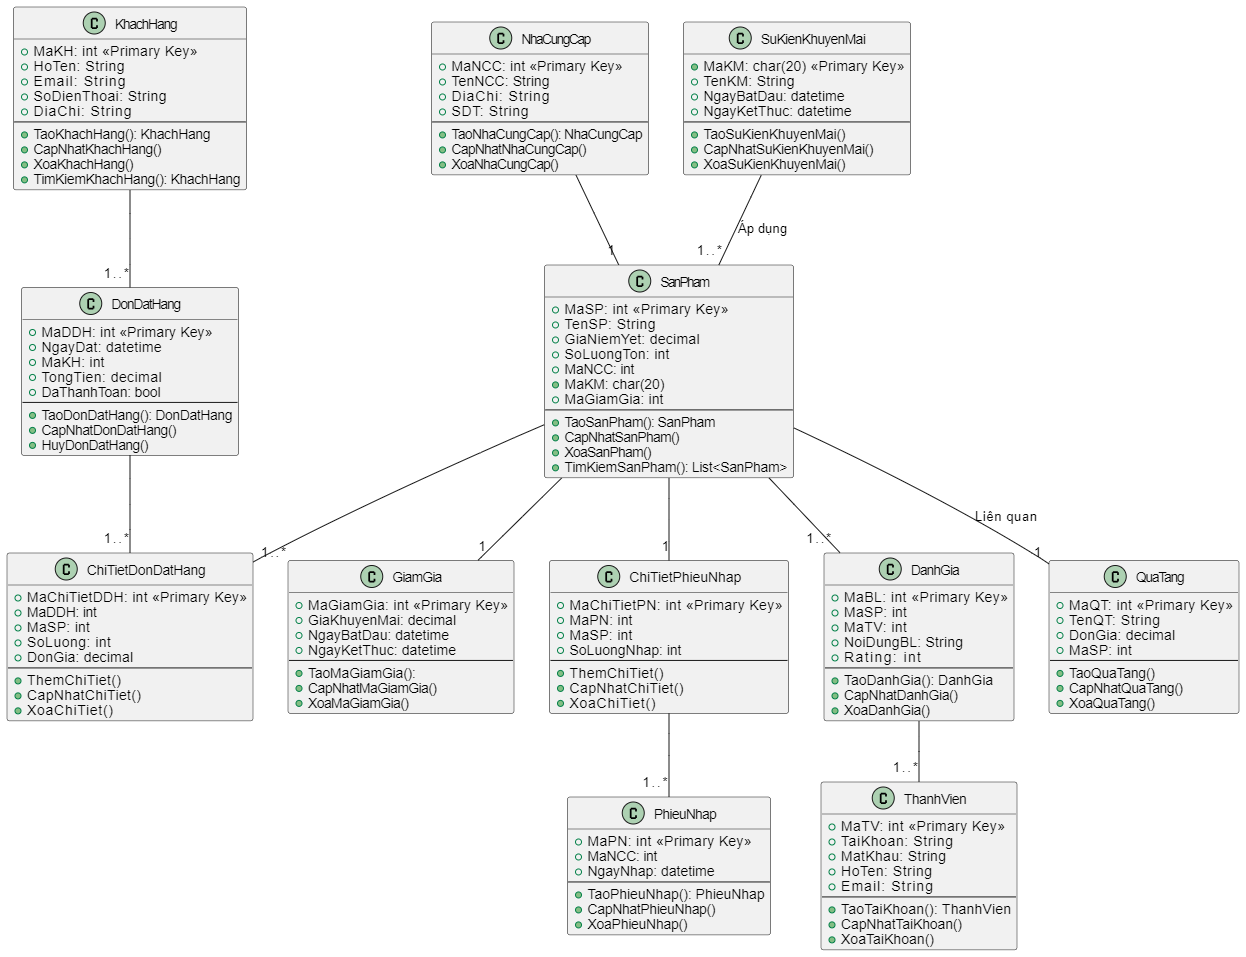 C KhachHang
MaKH: int «Primary Key»
HoTen: String
Email: String
SoDienThoai: String
DiaChi: String
TaoKhachHang(): KhachHang
CapNhatKhachHang()
XoaKhachHang()
TimKiemKhachHang(): KhachHang
C NhaCungCap
MaNCC: int «Primary Key»
TenNCC: String
DiaChi: String
SDT: String
TaoNhaCungCap(): NhaCungCap
CapNhatNhaCungCap()
XoaNhaCungCap()
C SuKienKhuyenMai
MaKM: char(20) «Primary Key»
TenKM: String
NgayBatDau: datetime
NgayKetThuc: datetime
TaoSuKienKhuyenMai()
CapNhatSuKienKhuyenMai()
XoaSuKienKhuyenMai()
Áp dụng
1
1..*
1..*
C DonDatHang
MaDDH: int «Primary Key»
NgayDat: datetime
MaKH: int
TongTien: decimal
DaThanhToan: bool
TaoDonDatHang(): DonDatHang
CapNhatDonDatHang()
HuyDonDatHang()
C SanPham
MaSP: int «Primary Key»
TenSP: String
GiaNiemYet: decimal
SoLuongTon: int
MaNCC: int
MaKM: char(20)
MaGiamGia: int
TaoSanPham(): SanPham
CapNhatSanPham()
XoaSanPham()
TimKiemSanPham(): List<SanPham>
Liên quan
1..*
1..*
1
1
1..*
1
C ChiTietDonDatHang
MaChiTietDDH: int «Primary Key»
MaDDH: int
MaSP: int
SoLuong: int
DonGia: decimal
ThemChiTiet()
CapNhatChiTiet()
XoaChiTiet()
C GiamGia
MaGiamGia: int «Primary Key»
GiaKhuyenMai: decimal
NgayBatDau: datetime
NgayKetThuc: datetime
TaoMaGiamGia():
CapNhatMaGiamGia()
XoaMaGiamGia()
C ChiTietPhieuNhap
MaChiTietPN: int «Primary Key»
MaPN: int
MaSP: int
SoLuongNhap: int
ThemChiTiet()
CapNhatChiTiet()
XoaChiTiet()
C DanhGia
MaBL: int «Primary Key»
MaSP: int
MaTV: int
NoiDungBL: String
Rating: int
TaoDanhGia(): DanhGia
CapNhatDanhGia()
XoaDanhGia()
C QuaTang
MaQT: int «Primary Key»
TenQT: String
DonGia: decimal
MaSP: int
TaoQuaTang()
CapNhatQuaTang()
XoaQuaTang()
1..*
1..*
C PhieuNhap
MaPN: int «Primary Key»
MaNCC: int
NgayNhap: datetime
TaoPhieuNhap(): PhieuNhap
CapNhatPhieuNhap()
XoaPhieuNhap()
C ThanhVien
MaTV: int «Primary Key»
TaiKhoan: String
MatKhau: String
HoTen: String
Email: String
TaoTaiKhoan(): ThanhVien
CapNhatTaiKhoan()
XoaTaiKhoan()